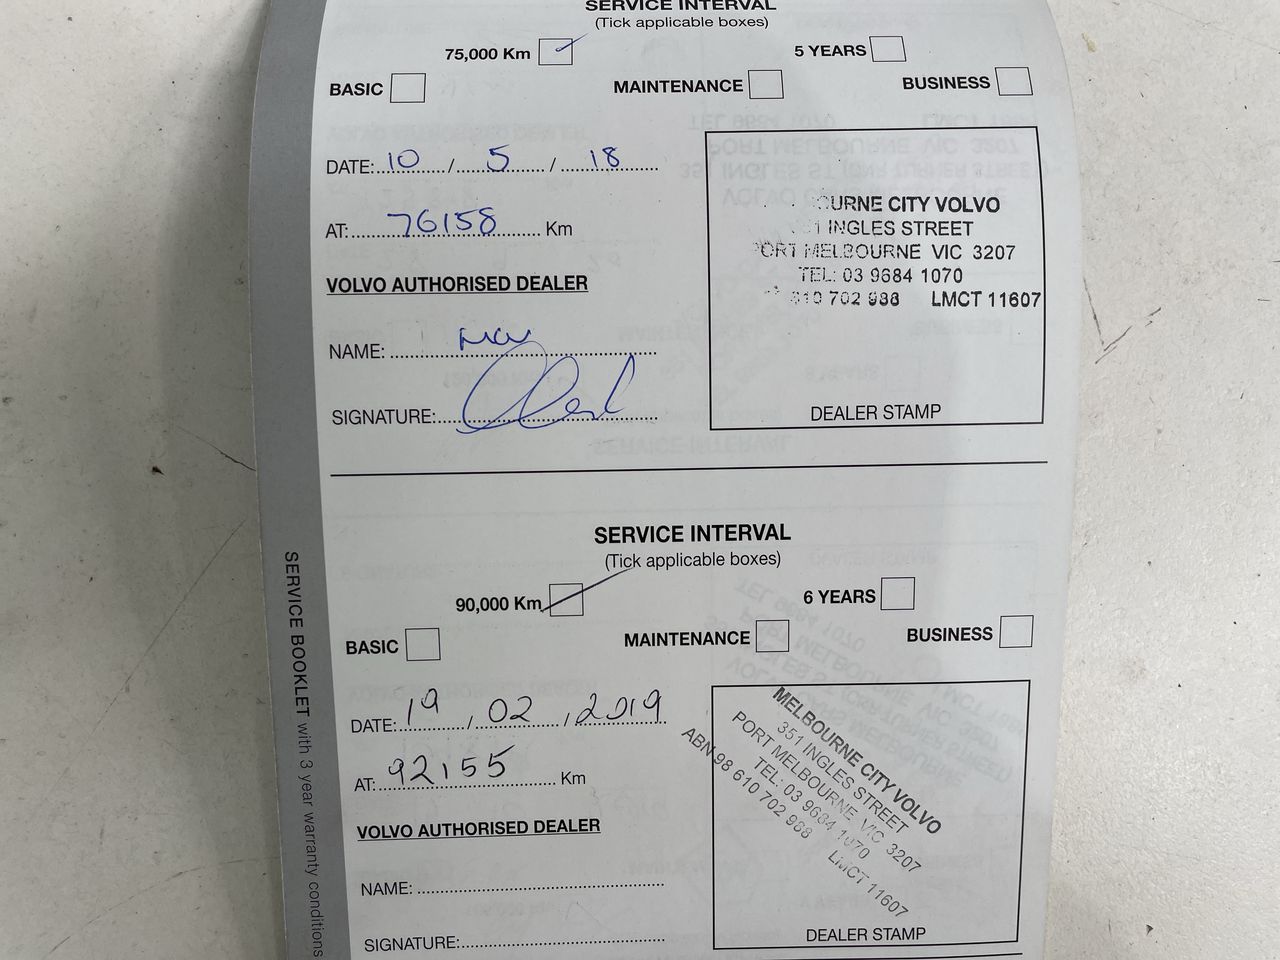 SERVICE INTERVAL
(Tick applicable boxes)
75,000 Km 5 YEARS
BASIC MAINTENANCE BUSINESS
DATE: 10 / 5 / 18
AT: 76158 Km
VOLVO AUTHORISED DEALER
NAME:
SIGNATURE:
URNE CITY VOLVO
INGLES STREET
PORT MELBOURNE VIC 3207
TEL: 03 9684 1070
610 702 988 LMCT 11607
DEALER STAMP
SERVICE INTERVAL
(Tick applicable boxes)
90,000 Km 6 YEARS
BASIC MAINTENANCE BUSINESS
DATE: 19 / 02 / 2019
AT: 92155 Km
VOLVO AUTHORISED DEALER
NAME:
SIGNATURE:
MELBOURNE CITY VOLVO
351 INGLES STREET
PORT MELBOURNE VIC 3207
TEL: 03 9684 1070
ABN 98 610 702 988 LMCT 11607
DEALER STAMP
SERVICE BOOKLET with 3 year warranty conditions